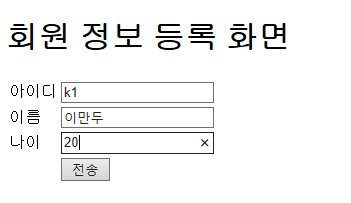 회원 정보 등록 화면
아이디 k1
이름 이만두
나이 20 ×
전송